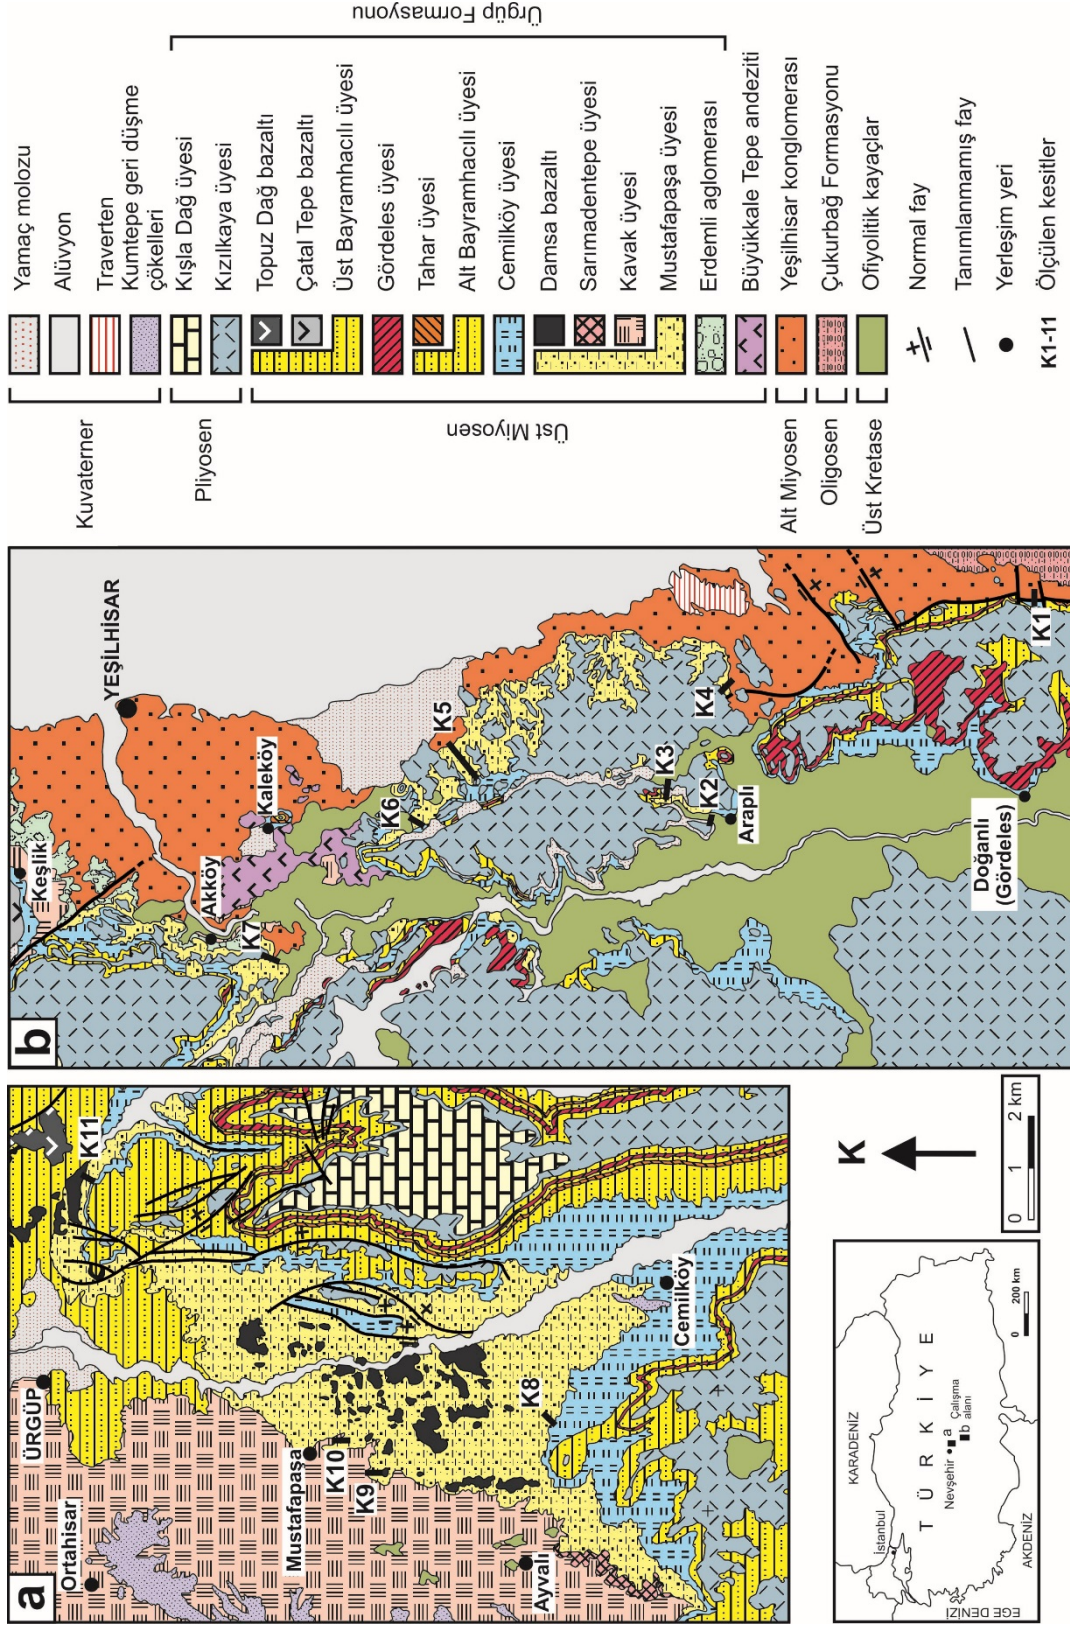 a
ÜRGÜP
Ortahisar
K11
Mustafapaşa
K10
K9
K8
Ayvalı
Cemilköy
b
YEŞİLHİSAR
Keşlik
Kaleköy
Akköy
K7
K6
K5
K4
K3
K2
Araplı
Doğanlı
(Gördeles)
K1
Kuvaterner
Pliyosen
Üst Miyosen
Alt Miyosen
Oligosen
Üst Kretase
Yamaç molozu
Alüvyon
Traverten
Kumtepe geri düşme
çökelleri
Kışla Dağ üyesi
Kızılkaya üyesi
Topuz Dağ bazaltı
Çatal Tepe bazaltı
Üst Bayramhacılı üyesi
Gördeles üyesi
Tahar üyesi
Alt Bayramhacılı üyesi
Cemilköy üyesi
Damsa bazaltı
Sarımadentepe üyesi
Kavak üyesi
Mustafapaşa üyesi
Erdemli aglomerası
Büyükkale Tepe andeziti
Yeşilhisar konglomerası
Çukurbağ Formasyonu
Ofiyolitik kayaçlar
Normal fay
Tanımlanmamış fay
Yerleşim yeri
K1-11 Ölçülen kesitler
Ürgüp Formasyonu
KARADENİZ
İstanbul
TÜRKİYE
Nevşehir
a
b
Çalışma
alanı
EGE DENİZİ
AKDENİZ
0 200 km
K
0 1 2 km